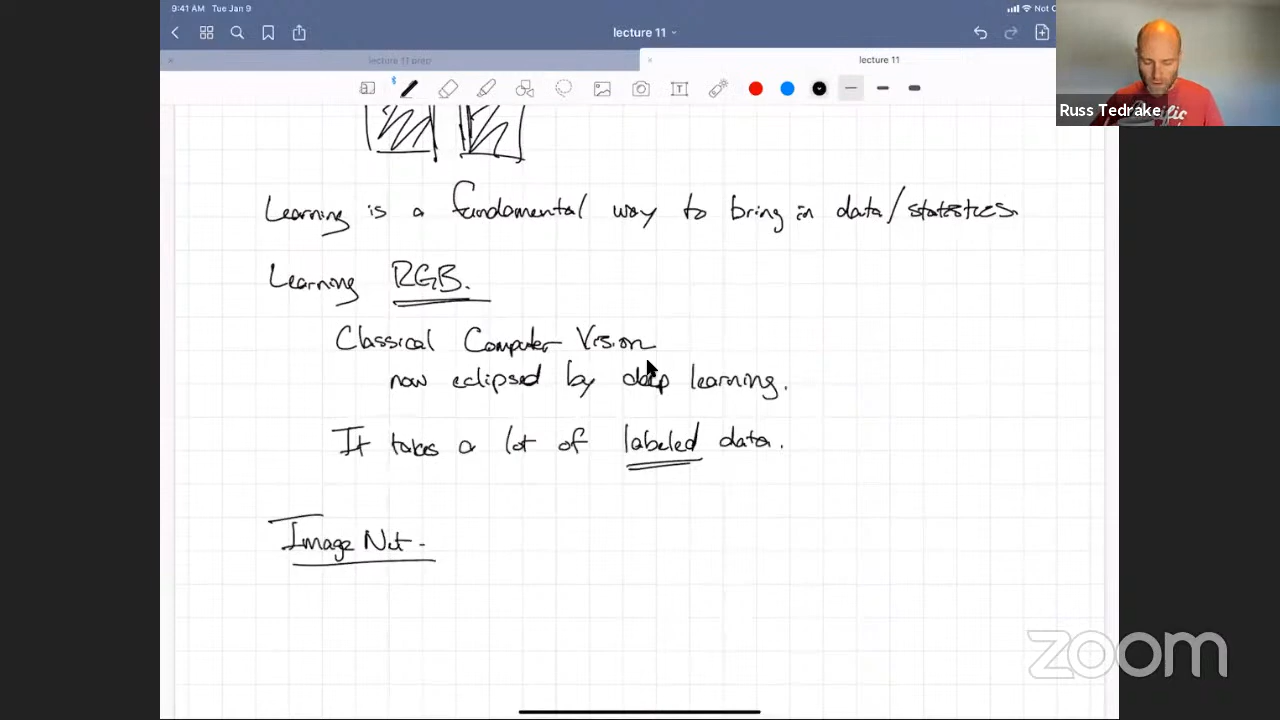 9:41 AM Tue Jan 9
Not C
lecture 11
lecture 11 prep
lecture 11
T
Russ Tedrake
Learning is a fundamental way to bring in data/statistics.
Learning RGB.
Classical Computer Vision
now eclipsed by deep learning.
It takes a lot of labeled data.
Image Net.
zoom